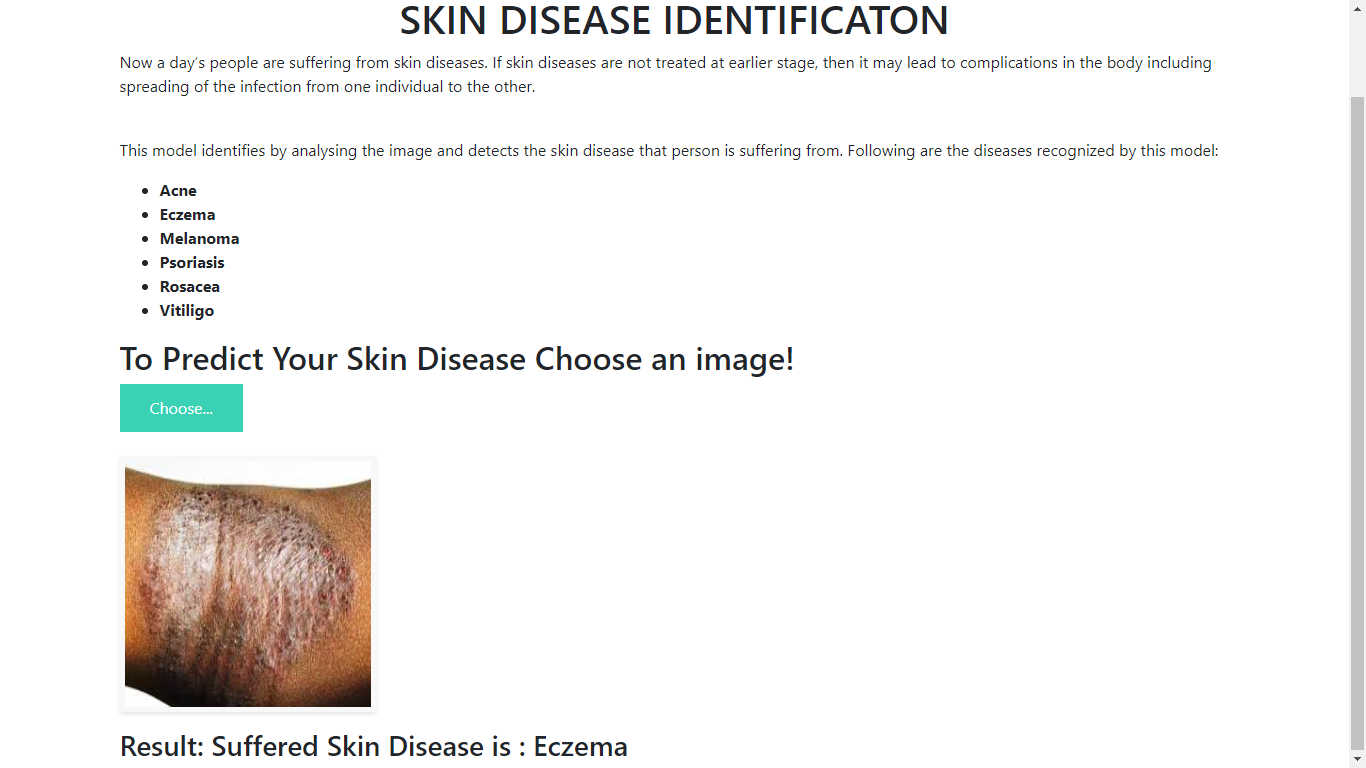 SKIN DISEASE IDENTIFICATON
Now a day's people are suffering from skin diseases. If skin diseases are not treated at earlier stage, then it may lead to complications in the body including
spreading of the infection from one individual to the other.
This model identifies by analysing the image and detects the skin disease that person is suffering from. Following are the diseases recognized by this model:
• Acne
• Eczema
• Melanoma
• Psoriasis
• Rosacea
• Vitiligo
To Predict Your Skin Disease Choose an image!
Choose...
Result: Suffered Skin Disease is : Eczema